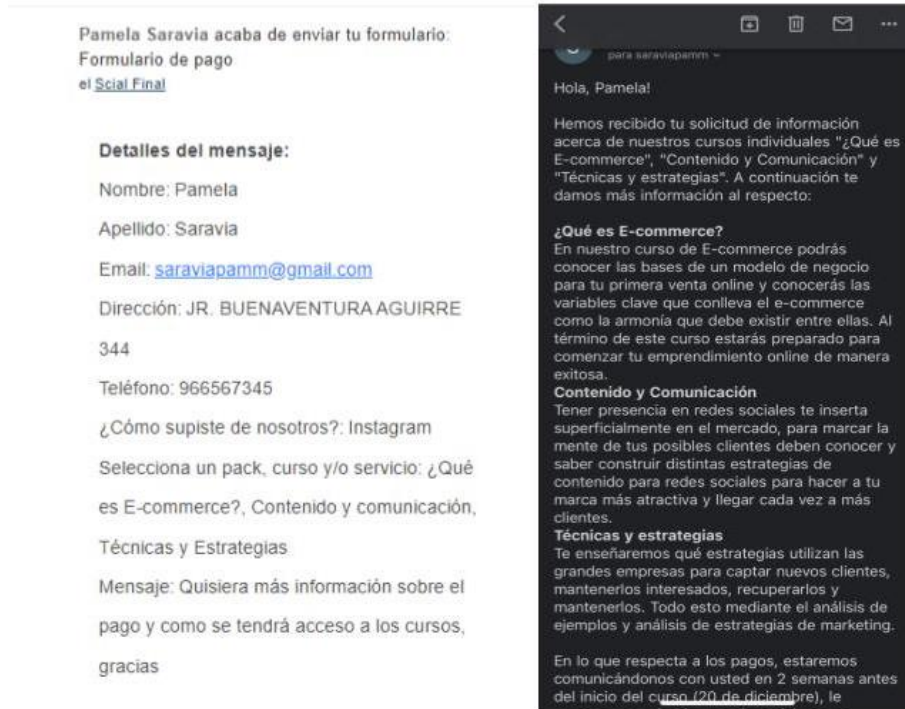 Pamela Saravia acaba de enviar tu formulario:
Formulario de pago
el Scial Final
Detalles del mensaje:
Nombre: Pamela
Apellido: Saravia
Email: saraviapamm@gmail.com
Dirección: JR. BUENAVENTURA AGUIRRE
344
Teléfono: 966567345
¿Cómo supiste de nosotros?: Instagram
Selecciona un pack, curso y/o servicio: ¿Qué
es E-commerce?, Contenido y comunicación,
Técnicas y Estrategias
Mensaje: Quisiera más información sobre el
pago y como se tendrá acceso a los cursos,
gracias
para saraviapamm
Hola, Pamela!
Hemos recibido tu solicitud de información
acerca de nuestros cursos individuales "¿Qué es
E-commerce", "Contenido y Comunicación" y
"Técnicas y estrategias". A continuación te
damos más información al respecto:
¿Qué es E-commerce?
En nuestro curso de E-commerce podrás
conocer las bases de un modelo de negocio
para tu primera venta online y conocerás las
variables clave que conlleva el e-commerce
como la armonía que debe existir entre ellas. Al
término de este curso estarás preparado para
comenzar tu emprendimiento online de manera
exitosa.
Contenido y Comunicación
Tener presencia en redes sociales te inserta
superficialmente en el mercado, para marcar la
mente de tus posibles clientes deben conocer y
saber construir distintas estrategias de
contenido para redes sociales para hacer a tu
marca más atractiva y llegar cada vez a más
clientes.
Técnicas y estrategias
Te enseñaremos qué estrategias utilizan las
grandes empresas para captar nuevos clientes,
mantenerlos interesados, recuperarlos y
mantenerlos. Todo esto mediante el análisis de
ejemplos y análisis de estrategias de marketing.
En lo que respecta a los pagos, estaremos
comunicándonos con usted en 2 semanas antes
del inicio del curso (20 de diciembre), le